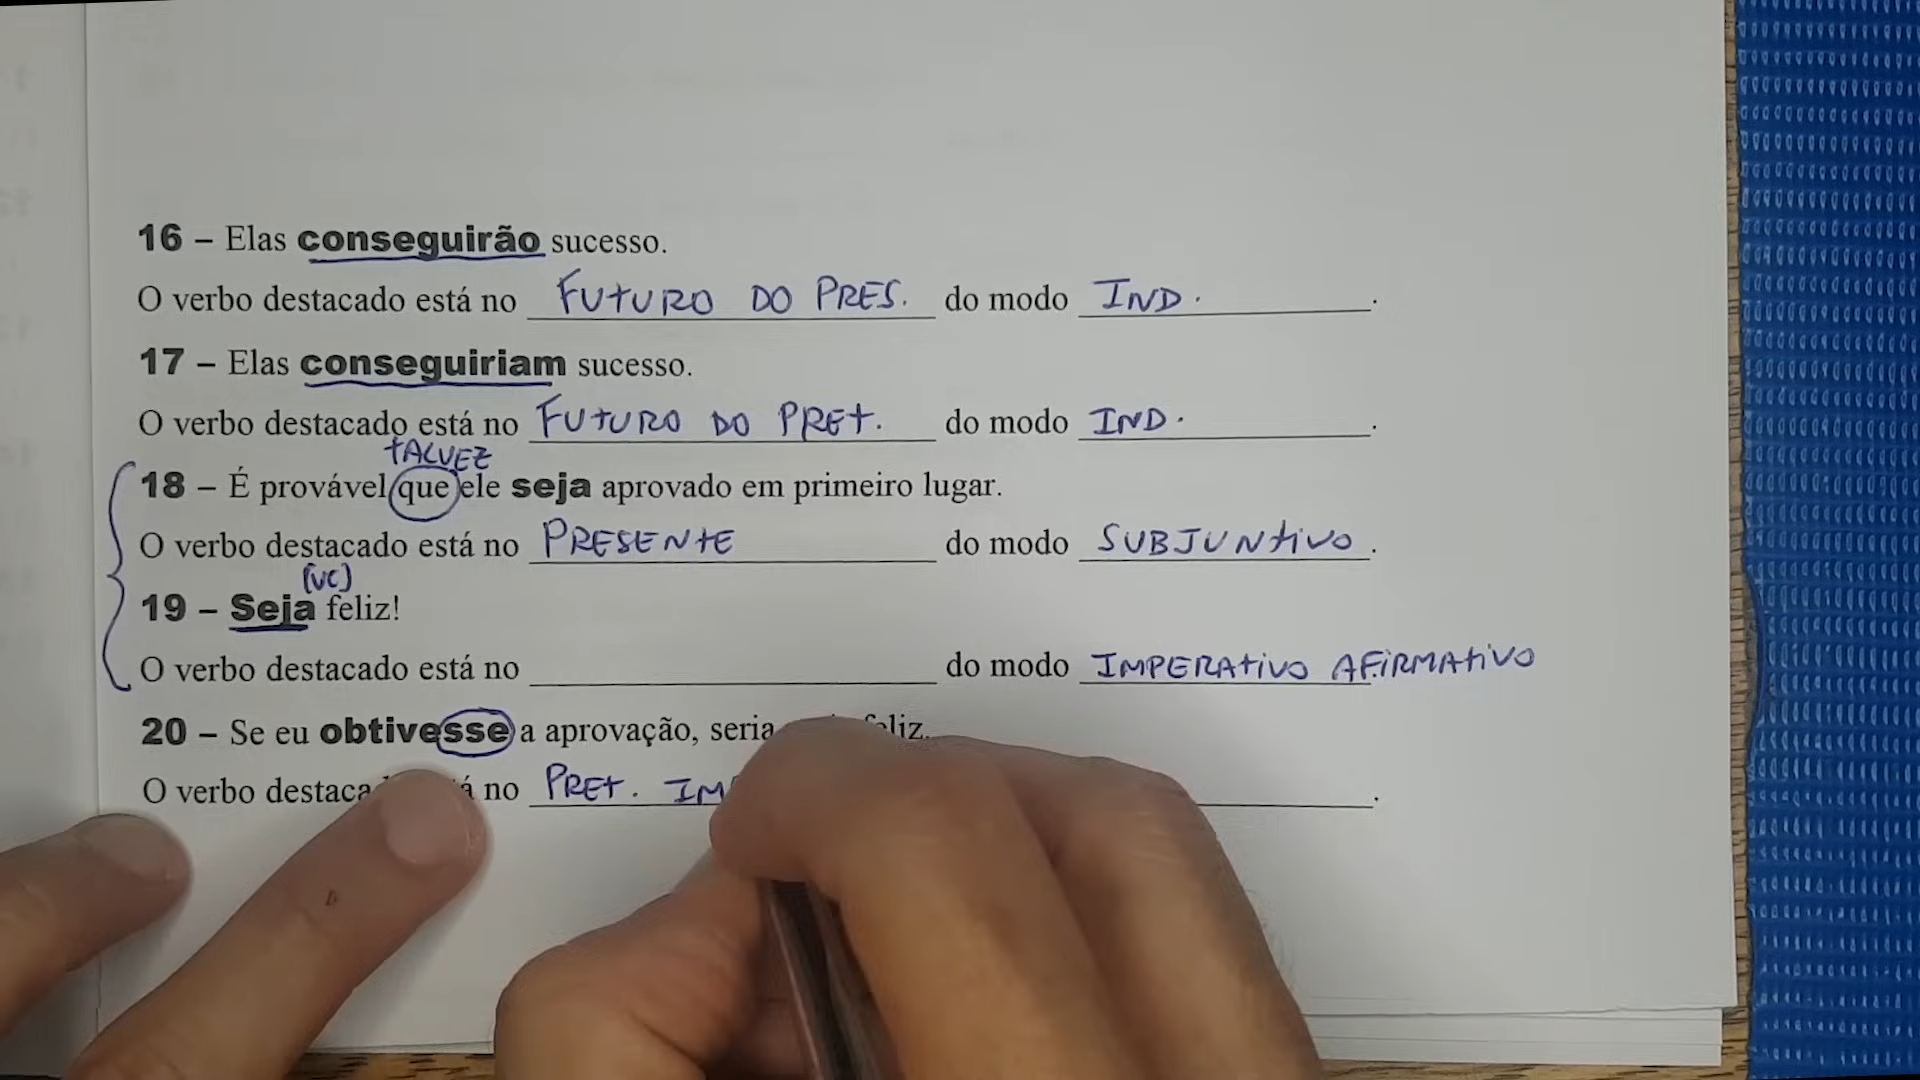 16 – Elas conseguirão sucesso.
O verbo destacado está no FUTURO DO PRES. do modo IND.
17 – Elas conseguiriam sucesso.
O verbo destacado está no FUTURO DO PRET. do modo IND.
TALVEZ
18 – É provável que ele seja aprovado em primeiro lugar.
O verbo destacado está no PRESENTE do modo SUBJUNTIVO.
(VC)
19 – Seja feliz!
O verbo destacado está no do modo IMPERATIVO AFIRMATIVO
20 – Se eu obtivesse a aprovação, seria
O verbo no PRET.